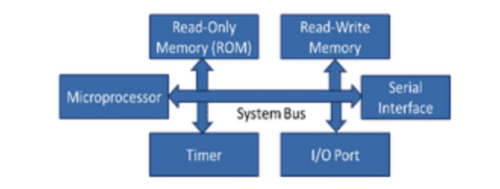 Read-Only
Memory (ROM)
Read-Write
Memory
Microprocessor
Serial
Interface
System Bus
Timer
I/O Port